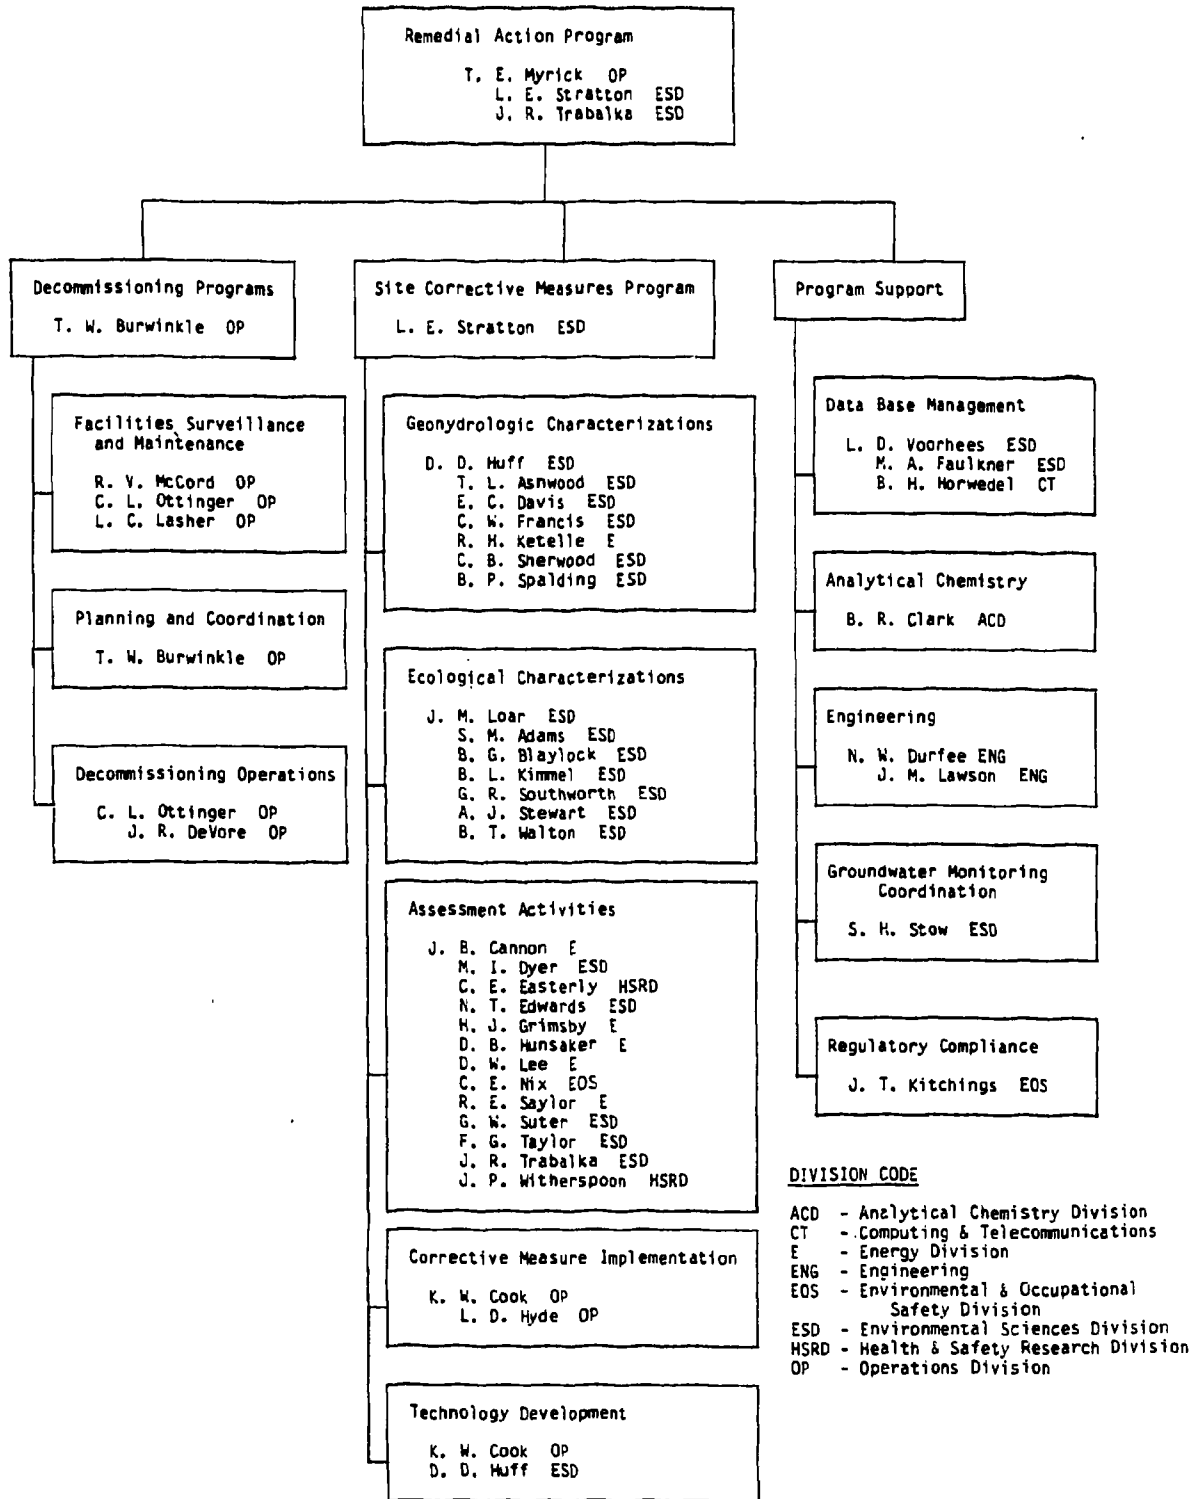 Remedial Action Program
T. E. Myrick OP
L. E. Stratton ESD
J. R. Trabalka ESD
Decommissioning Programs
T. W. Burwinkle OP
Facilities Surveillance
and Maintenance
R. V. McCord OP
C. L. Ottinger OP
L. C. Lasher OP
Planning and Coordination
T. W. Burwinkle OP
Decommissioning Operations
C. L. Ottinger OP
J. R. DeVore OP
Site Corrective Measures Program
L. E. Stratton ESD
Geohydrologic Characterizations
D. D. Huff ESD
T. L. Ashwood ESD
E. C. Davis ESD
C. W. Francis ESD
R. H. Ketelle E
C. B. Sherwood ESD
B. P. Spalding ESD
Ecological Characterizations
J. M. Loar ESD
S. M. Adams ESD
B. G. Blaylock ESD
B. L. Kimmel ESD
G. R. Southworth ESD
A. J. Stewart ESD
B. T. Walton ESD
Assessment Activities
J. B. Cannon E
M. I. Dyer ESD
C. E. Easterly HSRD
N. T. Edwards ESD
H. J. Grimsby E
D. B. Hunsaker E
D. W. Lee E
C. E. Nix EOS
R. E. Saylor E
G. W. Suter ESD
F. G. Taylor ESD
J. R. Trabalka ESD
J. P. Witherspoon HSRD
Corrective Measure Implementation
K. W. Cook OP
L. D. Hyde OP
Technology Development
K. W. Cook OP
D. D. Huff ESD
Program Support
Data Base Management
L. D. Voorhees ESD
M. A. Faulkner ESD
B. H. Horwedel CT
Analytical Chemistry
B. R. Clark ACD
Engineering
N. W. Durfee ENG
J. M. Lawson ENG
Groundwater Monitoring
Coordination
S. H. Stow ESD
Regulatory Compliance
J. T. Kitchings EOS
DIVISION CODE
ACD - Analytical Chemistry Division
CT - Computing & Telecommunications
E - Energy Division
ENG - Engineering
EOS - Environmental & Occupational
Safety Division
ESD - Environmental Sciences Division
HSRD - Health & Safety Research Division
OP - Operations Division